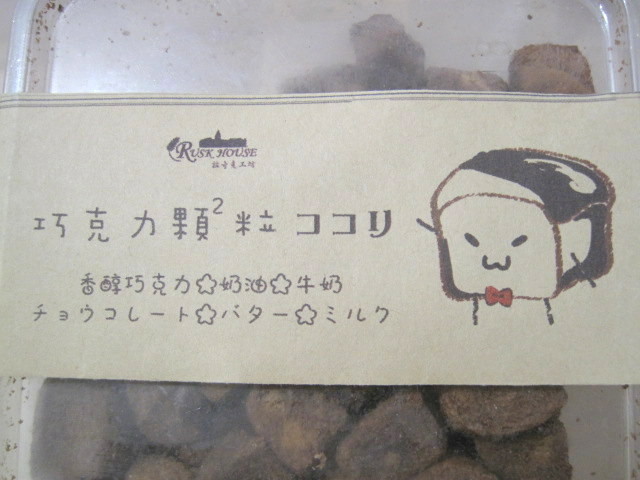 RUSK HOUSE
巧克力顆²粒 ココリ
香醇巧克力✿奶油✿牛奶
チョウコレート✿バター✿ミルク